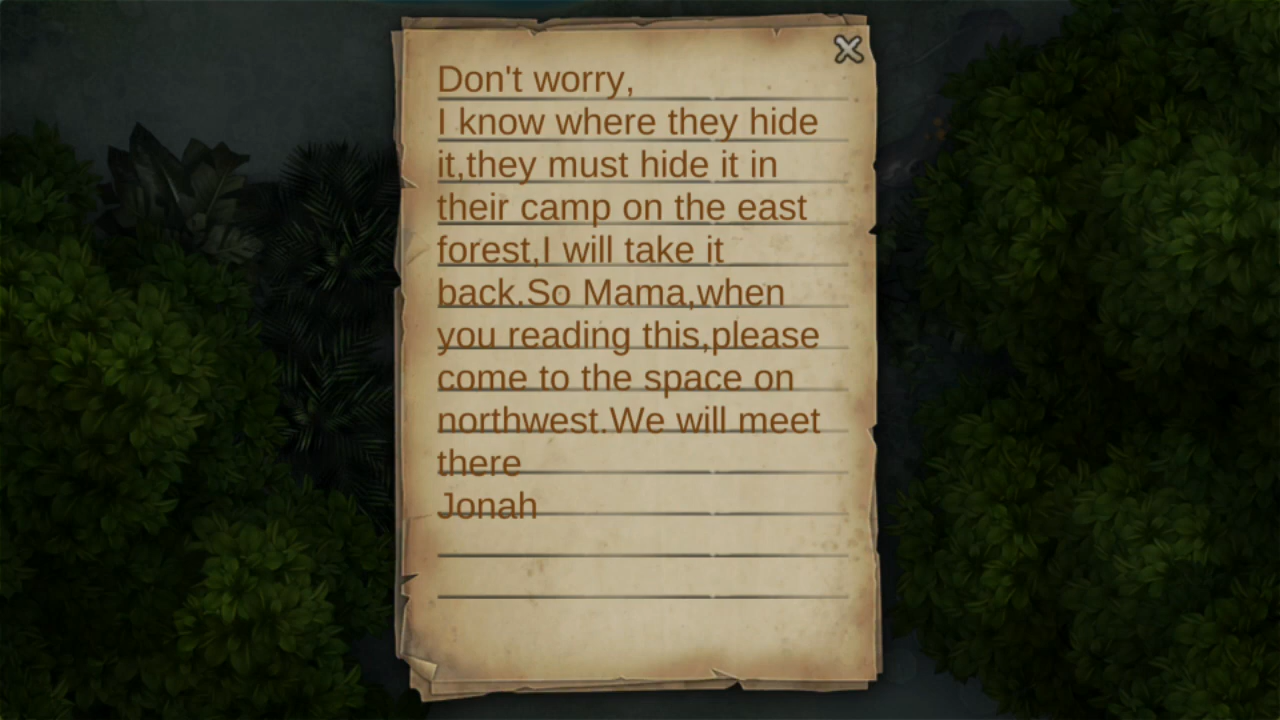 Don't worry,
I know where they hide
it,they must hide it in
their camp on the east
forest,I will take it
back.So Mama,when
you reading this,please
come to the space on
northwest.We will meet
there
Jonah